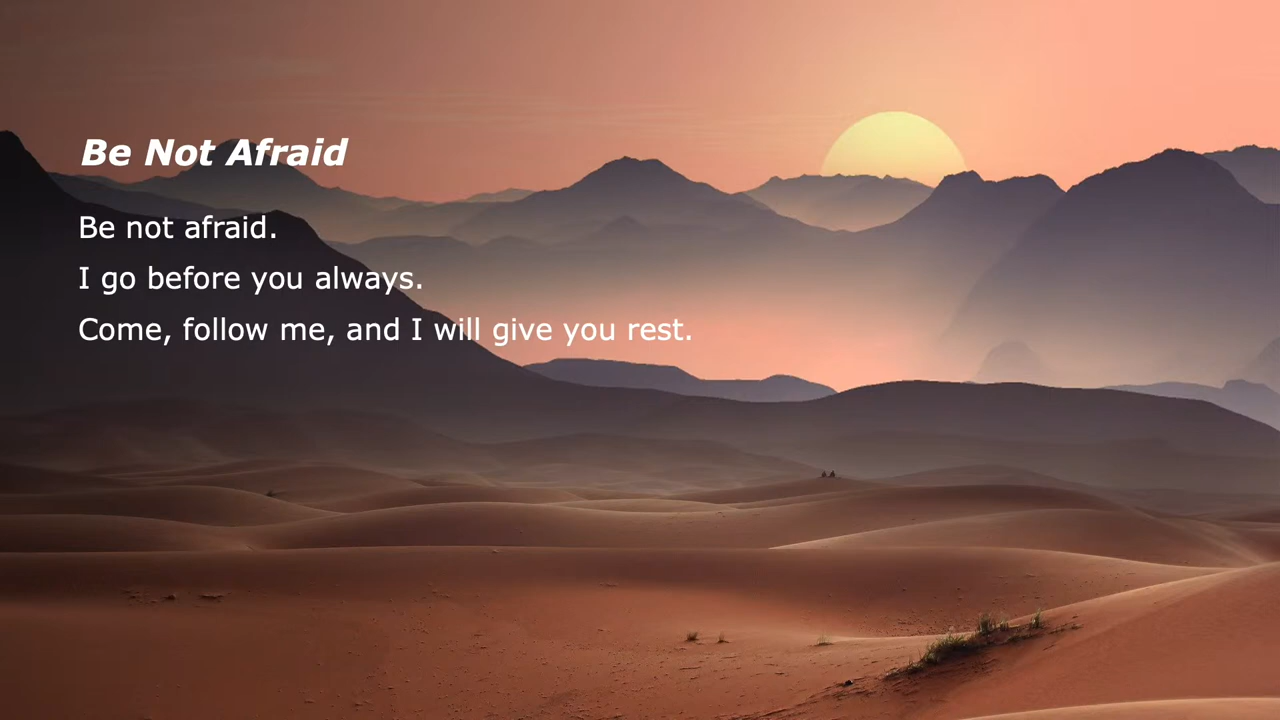 Be Not Afraid
Be not afraid.
I go before you always.
Come, follow me, and I will give you rest.